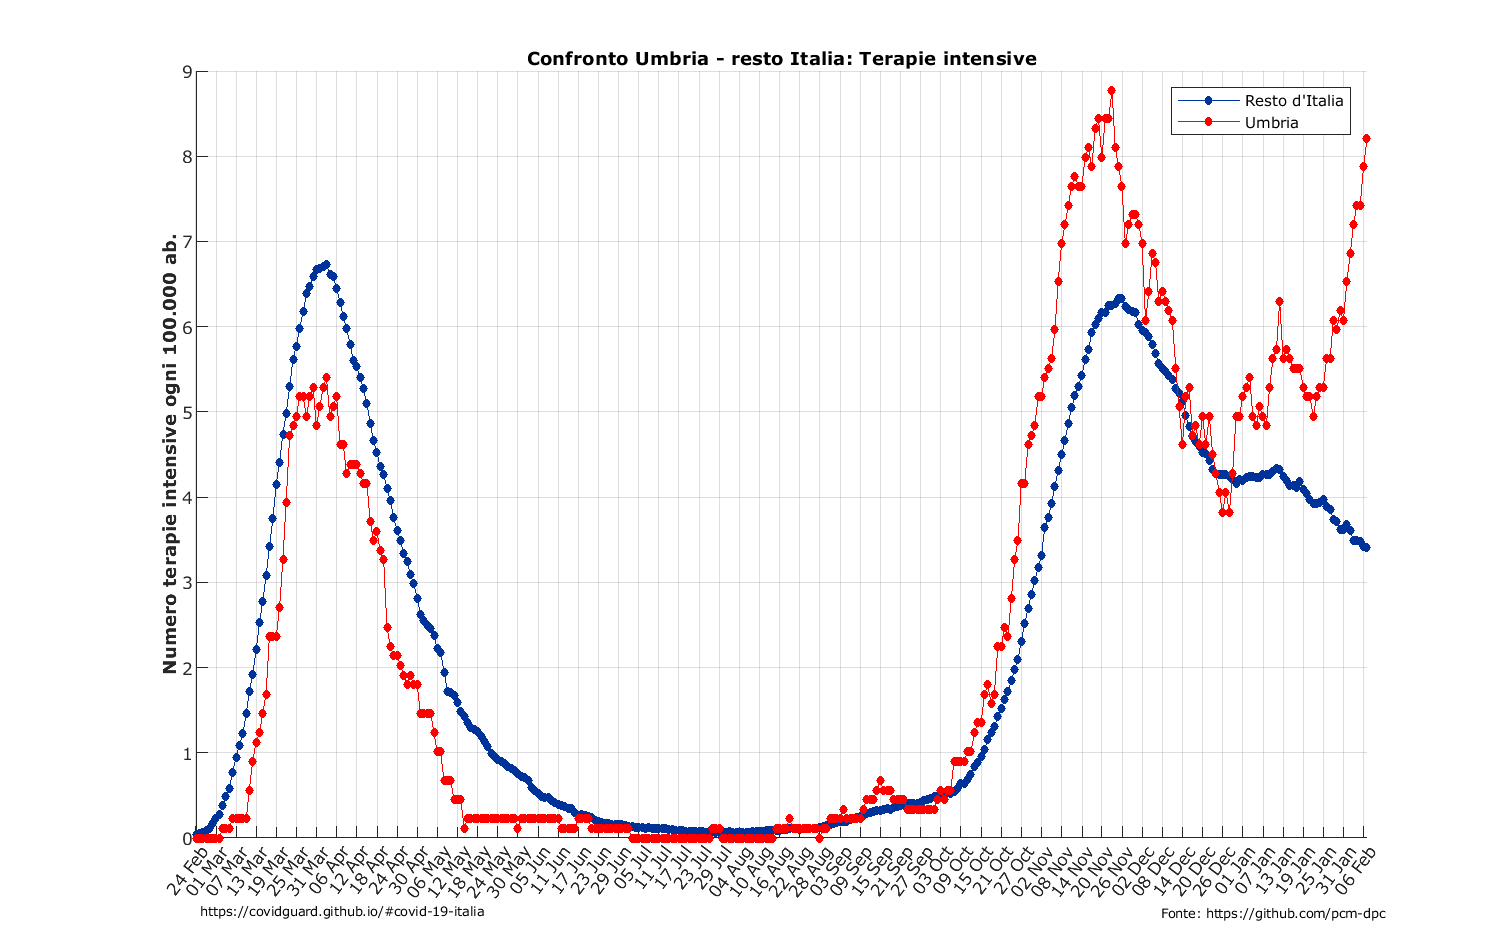 Confronto Umbria - resto Italia: Terapie intensive
Resto d'Italia
Umbria
Numero terapie intensive ogni 100.000 ab.
9
8
7
6
5
4
3
2
1
0
24 Feb
01 Mar
07 Mar
13 Mar
19 Mar
25 Mar
31 Mar
06 Apr
12 Apr
18 Apr
24 Apr
30 Apr
06 May
12 May
18 May
24 May
30 May
05 Jun
11 Jun
17 Jun
23 Jun
29 Jun
05 Jul
11 Jul
17 Jul
23 Jul
29 Jul
04 Aug
10 Aug
16 Aug
22 Aug
28 Aug
03 Sep
09 Sep
15 Sep
21 Sep
27 Sep
03 Oct
09 Oct
15 Oct
21 Oct
27 Oct
02 Nov
08 Nov
14 Nov
20 Nov
26 Nov
02 Dec
08 Dec
14 Dec
20 Dec
26 Dec
01 Jan
07 Jan
13 Jan
19 Jan
25 Jan
31 Jan
06 Feb
https://covidguard.github.io/#covid-19-italia
Fonte: https://github.com/pcm-dpc